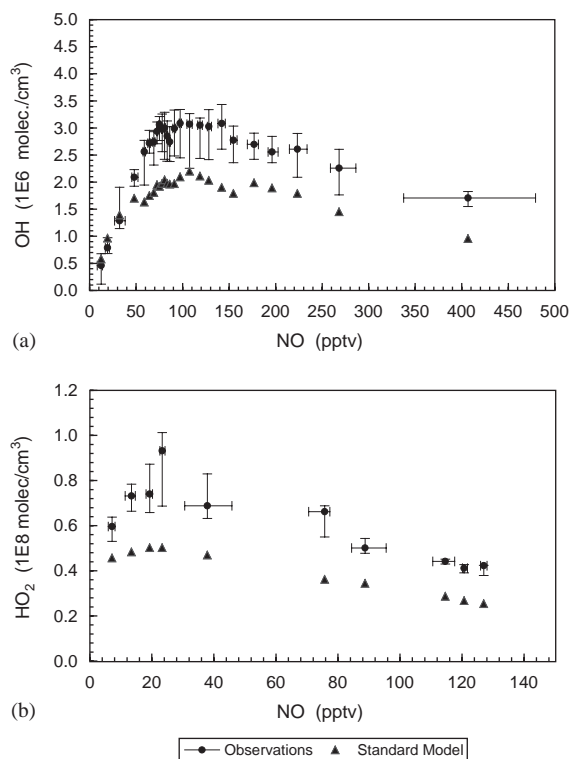 5.0
4.5
4.0
3.5
3.0
2.5
2.0
1.5
1.0
0.5
0.0
OH (1E6 molec./cm³)
0 50 100 150 200 250 300 350 400 450 500
(a) NO (pptv)
1.2
1.0
0.8
0.6
0.4
0.2
0.0
HO₂ (1E8 molec/cm³)
0 20 40 60 80 100 120 140
(b) NO (pptv)
Observations Standard Model